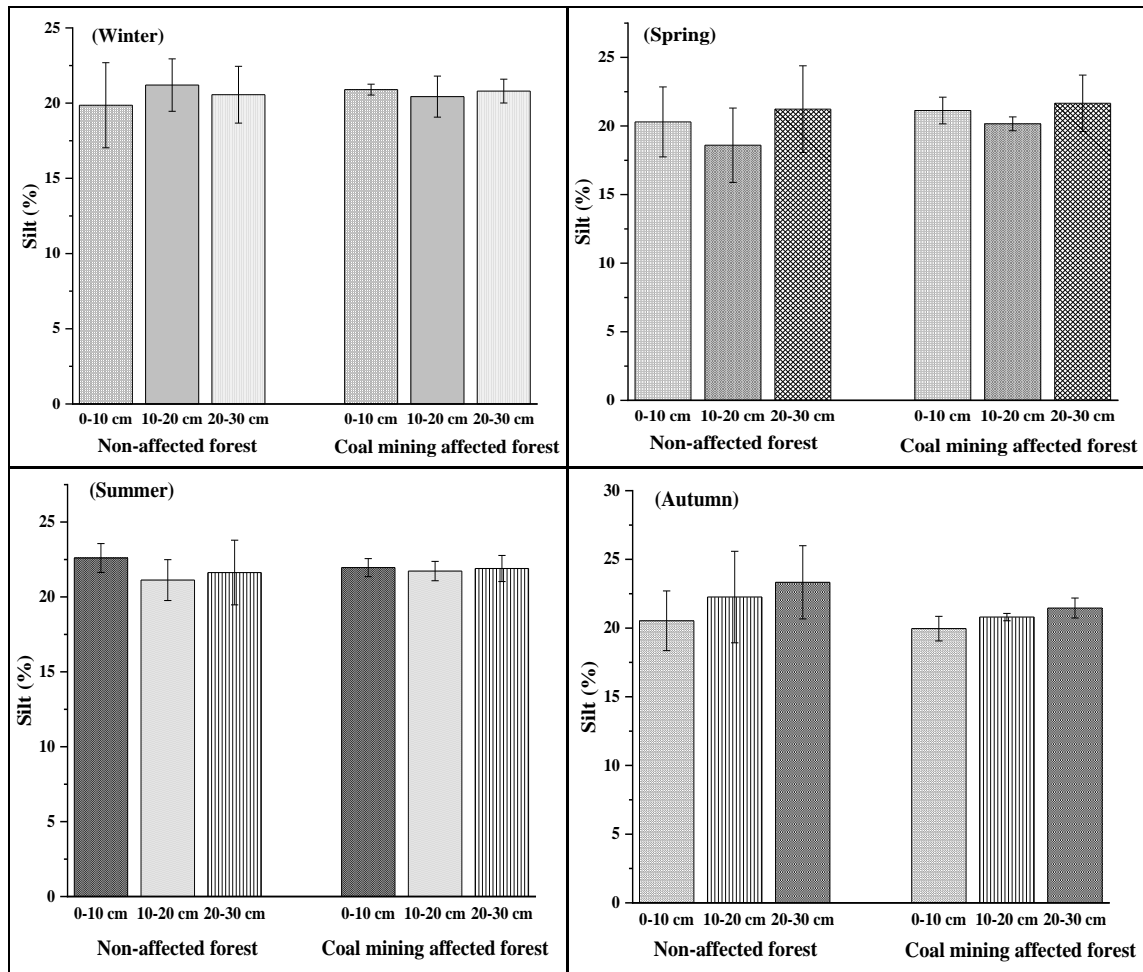 (Winter)
25
20
15
10
5
0
Silt (%)
0-10 cm 10-20 cm 20-30 cm 0-10 cm 10-20 cm 20-30 cm
Non-affected forest Coal mining affected forest
(Spring)
25
20
15
10
5
0
Silt (%)
0-10 cm 10-20 cm 20-30 cm 0-10 cm 10-20 cm 20-30 cm
Non-affected forest Coal mining affected forest
(Summer)
25
20
15
10
5
0
Silt (%)
0-10 cm 10-20 cm 20-30 cm 0-10 cm 10-20 cm 20-30 cm
Non-affected forest Coal mining affected forest
(Autumn)
30
25
20
15
10
5
0
Silt (%)
0-10 cm 10-20 cm 20-30 cm 0-10 cm 10-20 cm 20-30 cm
Non-affected forest Coal mining affected forest